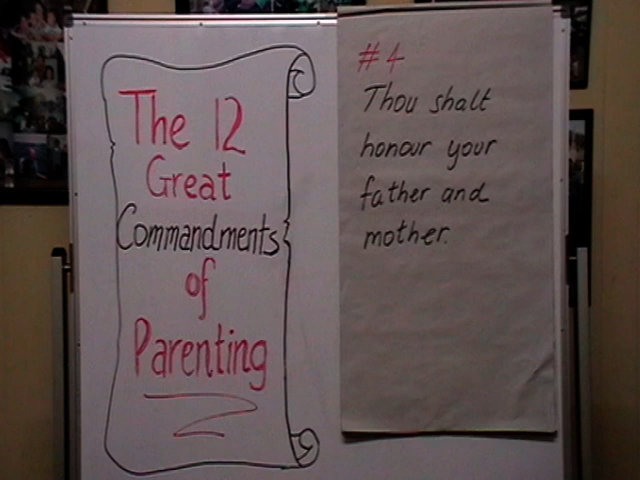 The 12
Great
Commandments
of
Parenting
#4
Thou shalt
honour your
father and
mother.